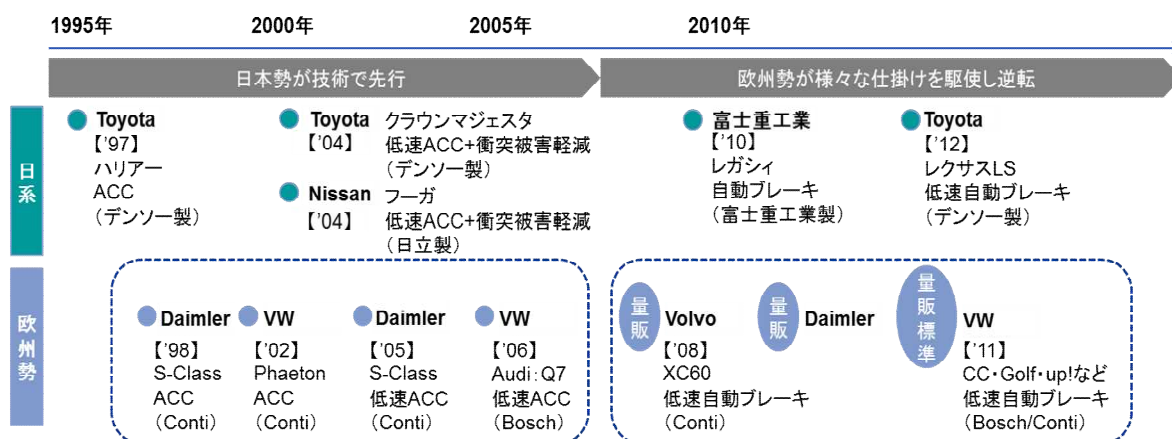 1995年
2000年
2005年
2010年
日本勢が技術で先行
欧州勢が様々な仕掛けを駆使し逆転
日系
Toyota
【’97】
ハリアー
ACC
（デンソー製）
Toyota クラウンマジェスタ
【’04】 低速ACC+衝突被害軽減
（デンソー製）
Nissan フーガ
【’04】 低速ACC+衝突被害軽減
（日立製）
富士重工業
【’10】
レガシィ
自動ブレーキ
（富士重工業製）
Toyota
【’12】
レクサスLS
低速自動ブレーキ
（デンソー製）
欧州勢
Daimler
【’98】
S-Class
ACC
（Conti）
VW
【’02】
Phaeton
ACC
（Conti）
Daimler
【’05】
S-Class
低速ACC
（Conti）
VW
【’06】
Audi：Q7
低速ACC
（Bosch）
量販
Volvo
【’08】
XC60
低速自動ブレーキ
（Conti）
量販
Daimler
量販標準
VW
【’11】
CC・Golf・up!など
低速自動ブレーキ
（Bosch/Conti）